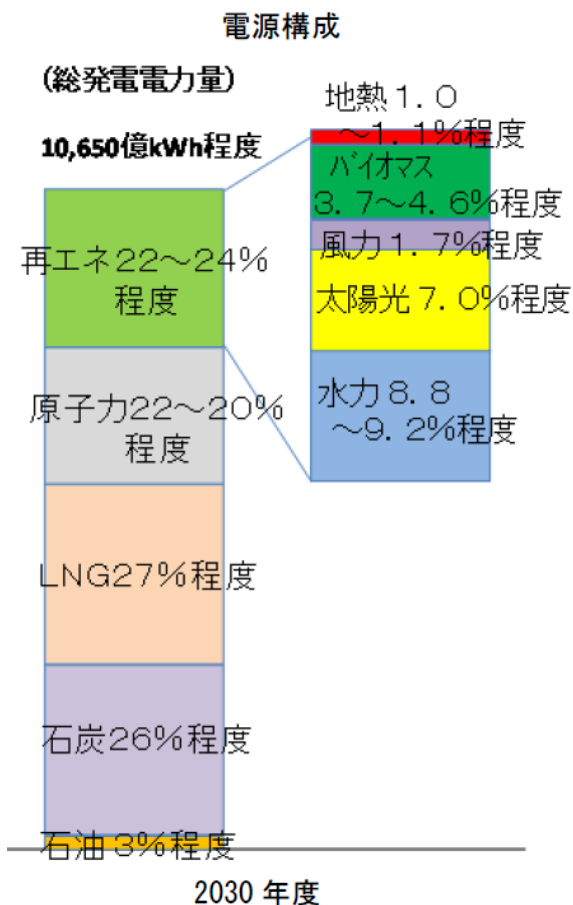 電源構成
(総発電電力量)
10,650億kWh程度
地熱１．０
～１．１%程度
バイオマス
３．７～４．６%程度
風力１．７%程度
太陽光７．０%程度
水力８．８
～９．２%程度
再エネ２２～２４%
程度
原子力２２～２０%
程度
ＬＮＧ27%程度
石炭２６%程度
石油３%程度
2030 年度